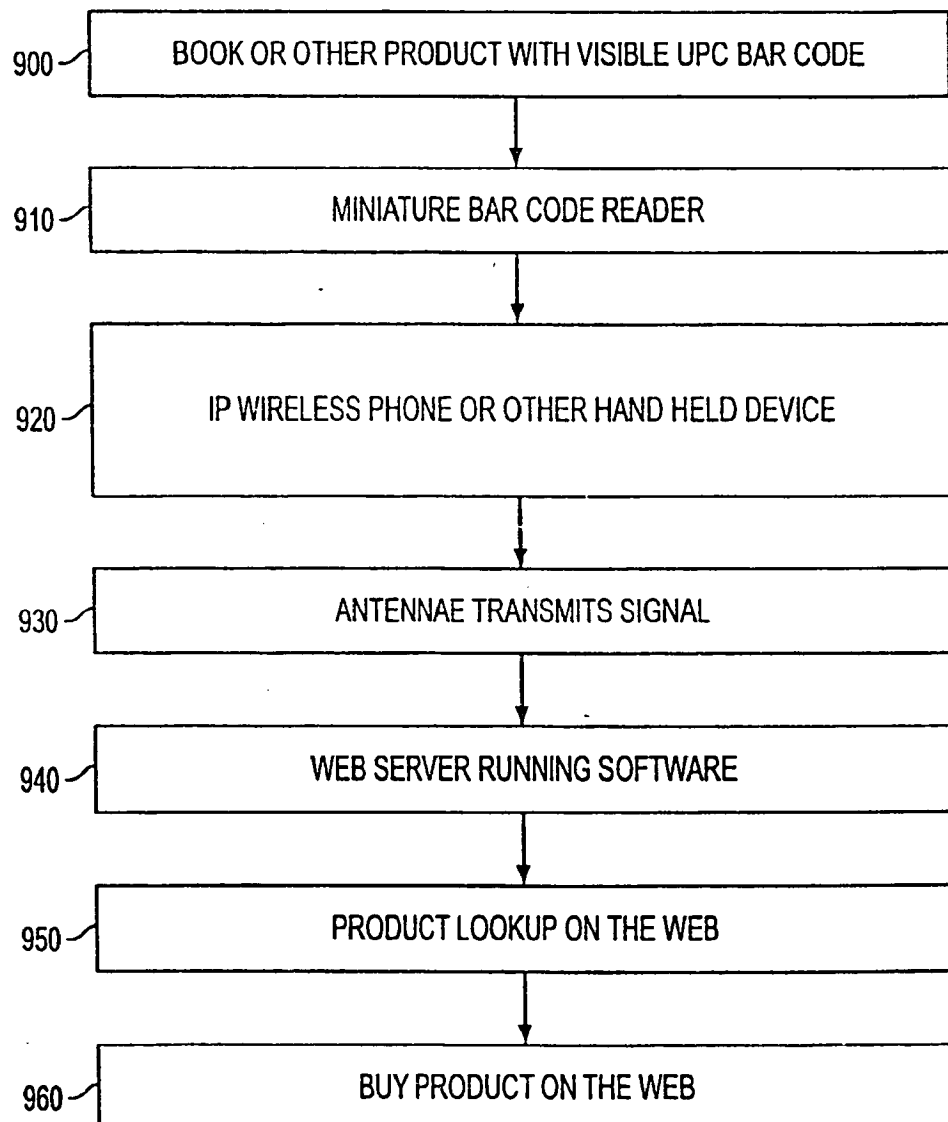 900 BOOK OR OTHER PRODUCT WITH VISIBLE UPC BAR CODE
910 MINIATURE BAR CODE READER
920 IP WIRELESS PHONE OR OTHER HAND HELD DEVICE
930 ANTENNAE TRANSMITS SIGNAL
940 WEB SERVER RUNNING SOFTWARE
950 PRODUCT LOOKUP ON THE WEB
960 BUY PRODUCT ON THE WEB